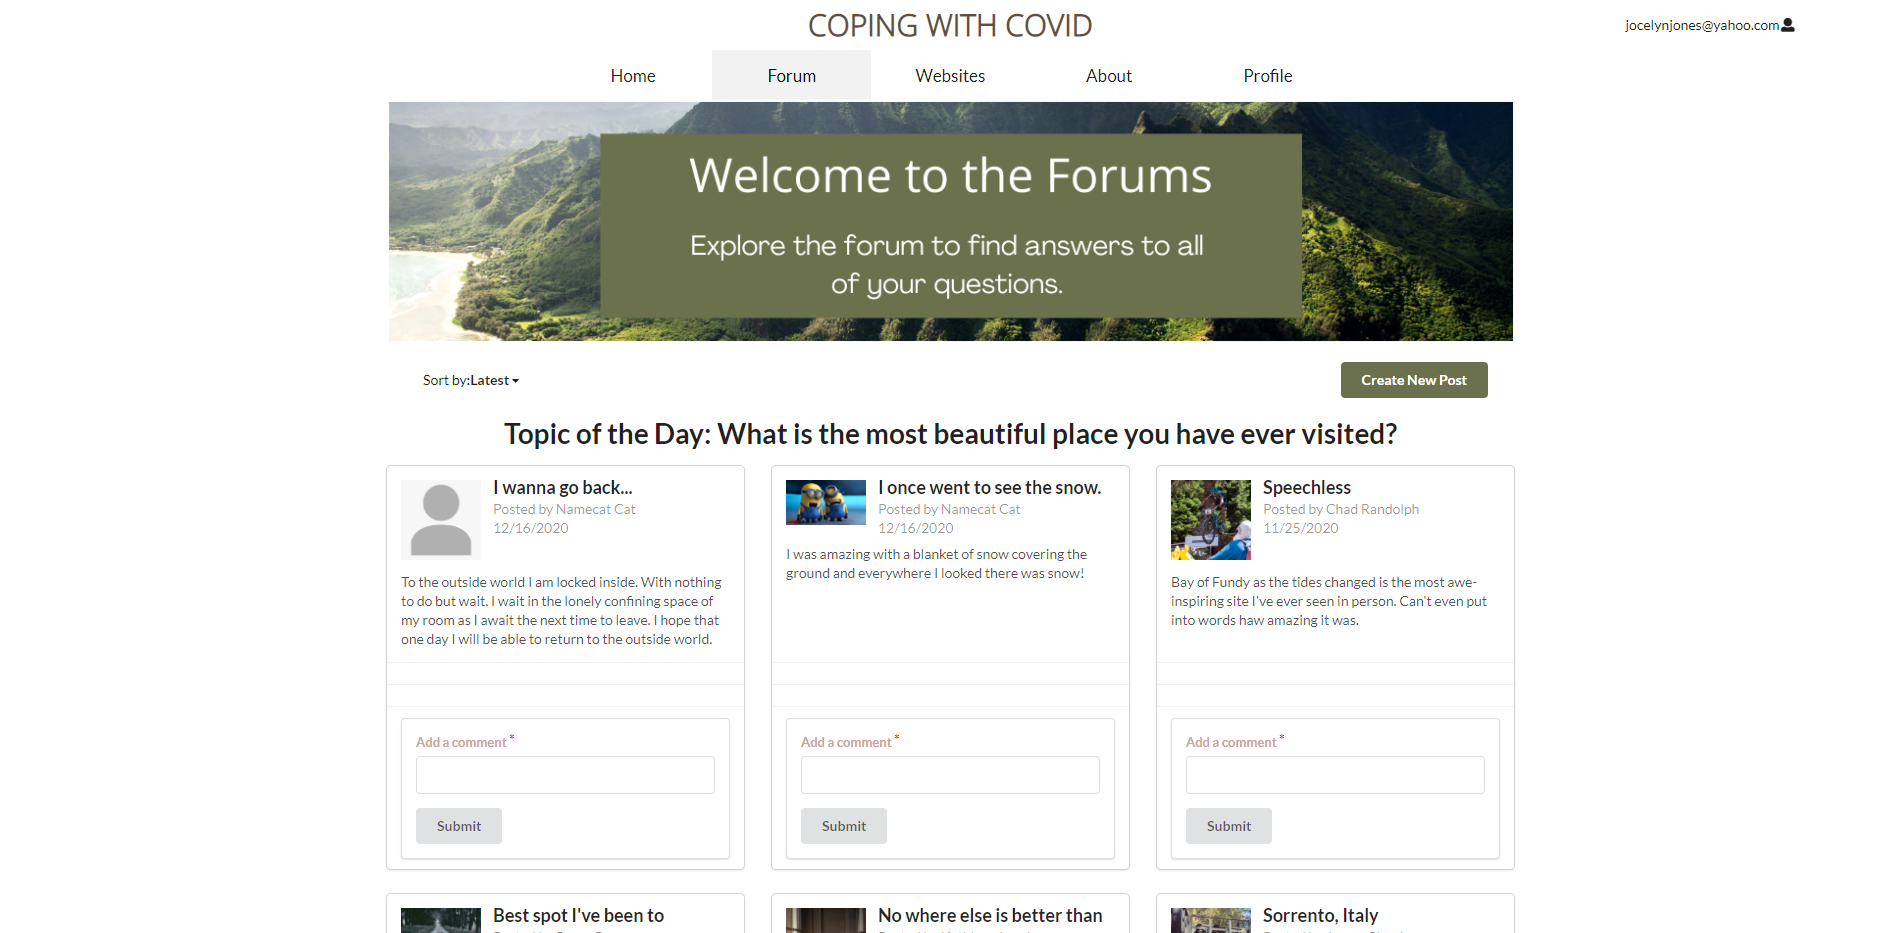 COPING WITH COVID
jocelynjones@yahoo.com
Home
Forum
Websites
About
Profile
Welcome to the Forums
Explore the forum to find answers to all
of your questions.
Sort by:Latest
Create New Post
Topic of the Day: What is the most beautiful place you have ever visited?
I wanna go back...
Posted by Namecat Cat
12/16/2020
To the outside world I am locked inside. With nothing
to do but wait. I wait in the lonely confining space of
my room as I await the next time to leave. I hope that
one day I will be able to return to the outside world.
Add a comment *
Submit
I once went to see the snow.
Posted by Namecat Cat
12/16/2020
I was amazing with a blanket of snow covering the
ground and everywhere I looked there was snow!
Add a comment *
Submit
Speechless
Posted by Chad Randolph
11/25/2020
Bay of Fundy as the tides changed is the most awe-
inspiring site I've ever seen in person. Can't even put
into words haw amazing it was.
Add a comment *
Submit
Best spot I've been to
No where else is better than
Sorrento, Italy